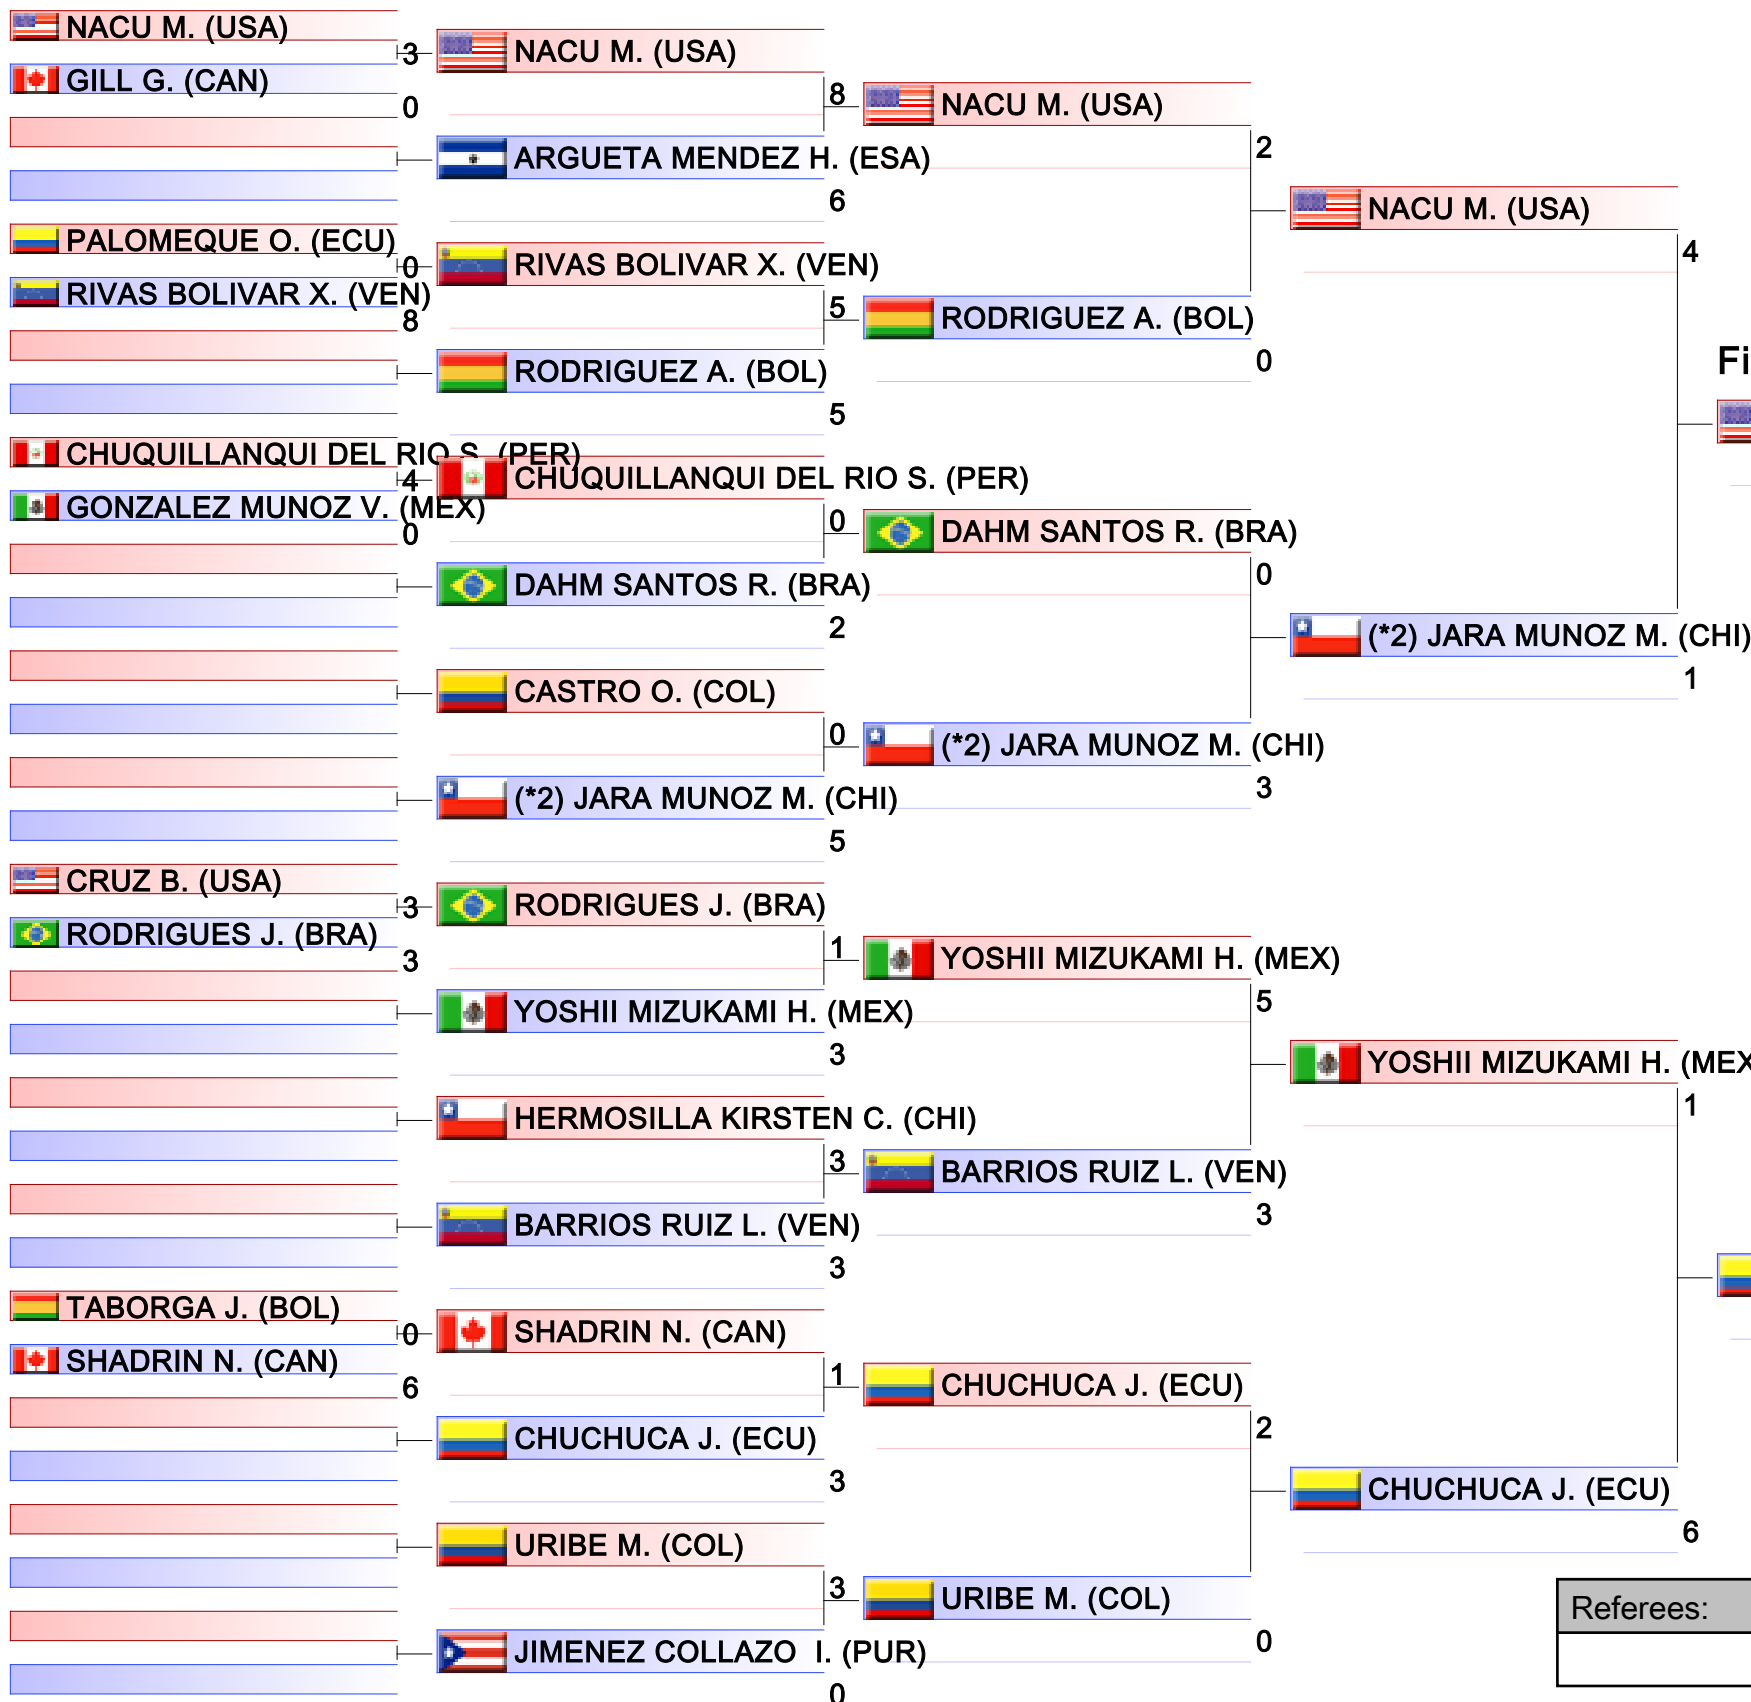 NACU M. (USA)
3
GILL G. (CAN)
0
PALOMEQUE O. (ECU)
0
RIVAS BOLIVAR X. (VEN)
8
CHUQUILLANQUI DEL RIO S. (PER)
4
GONZALEZ MUNOZ V. (MEX)
0
CRUZ B. (USA)
3
RODRIGUES J. (BRA)
3
TABORGA J. (BOL)
0
SHADRIN N. (CAN)
6
NACU M. (USA)
8
ARGUETA MENDEZ H. (ESA)
6
RIVAS BOLIVAR X. (VEN)
5
RODRIGUEZ A. (BOL)
5
CHUQUILLANQUI DEL RIO S. (PER)
0
DAHM SANTOS R. (BRA)
2
CASTRO O. (COL)
0
(*2) JARA MUNOZ M. (CHI)
5
RODRIGUES J. (BRA)
1
YOSHII MIZUKAMI H. (MEX)
3
HERMOSILLA KIRSTEN C. (CHI)
3
BARRIOS RUIZ L. (VEN)
3
SHADRIN N. (CAN)
1
CHUCHUCA J. (ECU)
3
URIBE M. (COL)
3
JIMENEZ COLLAZO  I. (PUR)
0
NACU M. (USA)
2
RODRIGUEZ A. (BOL)
0
DAHM SANTOS R. (BRA)
0
(*2) JARA MUNOZ M. (CHI)
3
YOSHII MIZUKAMI H. (MEX)
5
BARRIOS RUIZ L. (VEN)
3
CHUCHUCA J. (ECU)
2
URIBE M. (COL)
0
NACU M. (USA)
4
(*2) JARA MUNOZ M. (CHI)
1
YOSHII MIZUKAMI H. (MEX
1
CHUCHUCA J. (ECU)
6
Fi
Referees: